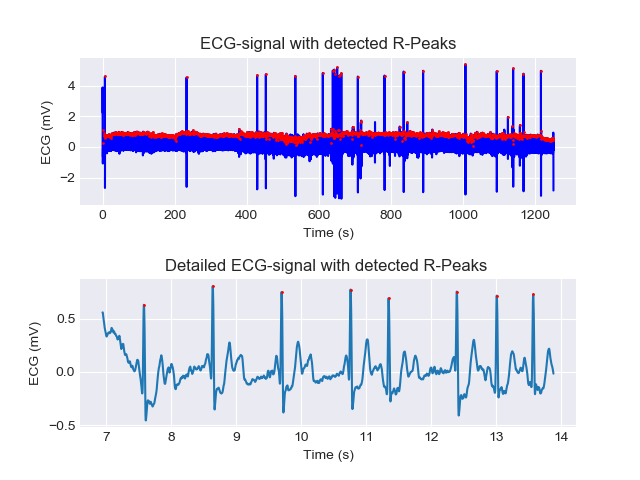 ECG-signal with detected R-Peaks
ECG (mV)
4
2
0
−2
0 200 400 600 800 1000 1200
Time (s)
Detailed ECG-signal with detected R-Peaks
ECG (mV)
0.5
0.0
−0.5
7 8 9 10 11 12 13 14
Time (s)